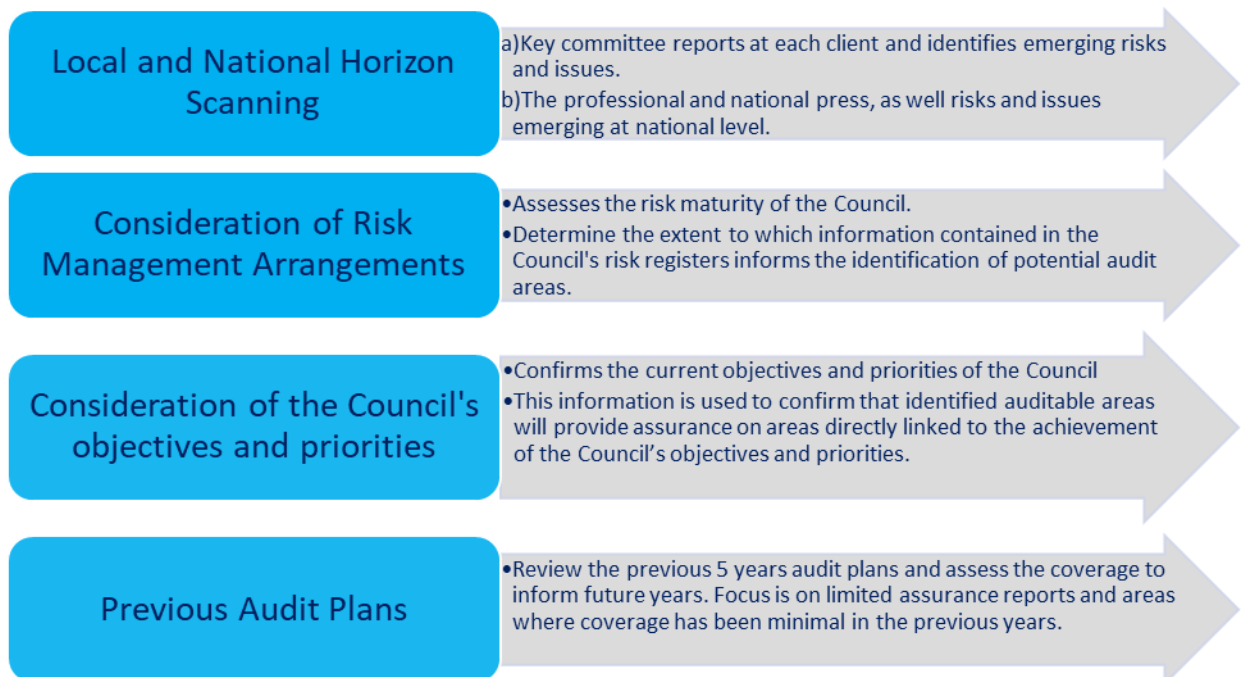 Local and National Horizon
Scanning
a)Key committee reports at each client and identifies emerging risks
and issues.
b)The professional and national press, as well risks and issues
emerging at national level.
Consideration of Risk
Management Arrangements
•Assesses the risk maturity of the Council.
•Determine the extent to which information contained in the
Council's risk registers informs the identification of potential audit
areas.
Consideration of the Council's
objectives and priorities
•Confirms the current objectives and priorities of the Council
•This information is used to confirm that identified auditable areas
will provide assurance on areas directly linked to the achievement
of the Council’s objectives and priorities.
Previous Audit Plans
•Review the previous 5 years audit plans and assess the coverage to
inform future years. Focus is on limited assurance reports and areas
where coverage has been minimal in the previous years.